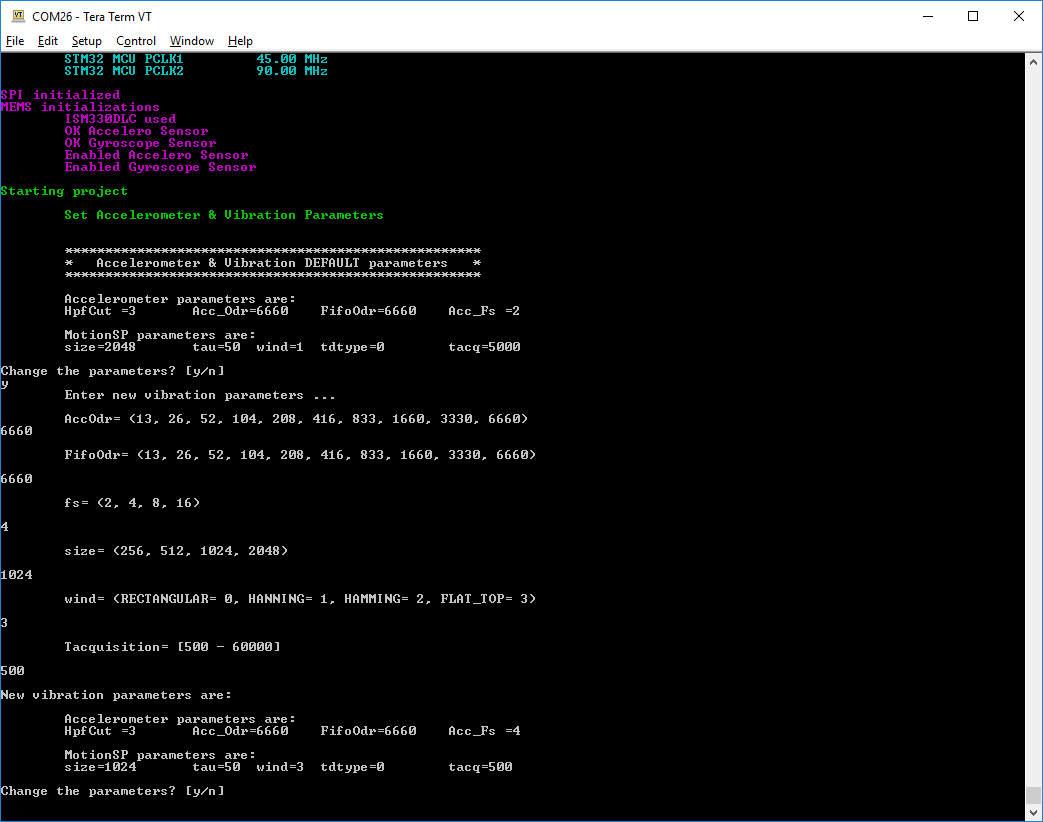 COM26 - Tera Term VT
File Edit Setup Control Window Help
STM32 MCU PCLK1 45.00 MHz
STM32 MCU PCLK2 90.00 MHz
SPI initialized
MEMS initializations
ISM330DLC used
OK Accelero Sensor
OK Gyroscope Sensor
Enabled Accelero Sensor
Enabled Gyroscope Sensor
Starting project
Set Accelerometer & Vibration Parameters
****************************************************
* Accelerometer & Vibration DEFAULT parameters *
****************************************************
Accelerometer parameters are:
HpfCut =3 Acc_Odr=6660 FifoOdr=6660 Acc_Fs =2
MotionSP parameters are:
size=2048 tau=50 wind=1 tdtype=0 tacq=5000
Change the parameters? [y/n]
y
Enter new vibration parameters ...
AccOdr= (13, 26, 52, 104, 208, 416, 833, 1660, 3330, 6660)
6660
FifoOdr= (13, 26, 52, 104, 208, 416, 833, 1660, 3330, 6660)
6660
fs= (2, 4, 8, 16)
4
size= (256, 512, 1024, 2048)
1024
wind= (RECTANGULAR= 0, HANNING= 1, HAMMING= 2, FLAT_TOP= 3)
3
Tacquisition= [500 - 60000]
500
New vibration parameters are:
Accelerometer parameters are:
HpfCut =3 Acc_Odr=6660 FifoOdr=6660 Acc_Fs =4
MotionSP parameters are:
size=1024 tau=50 wind=3 tdtype=0 tacq=500
Change the parameters? [y/n]